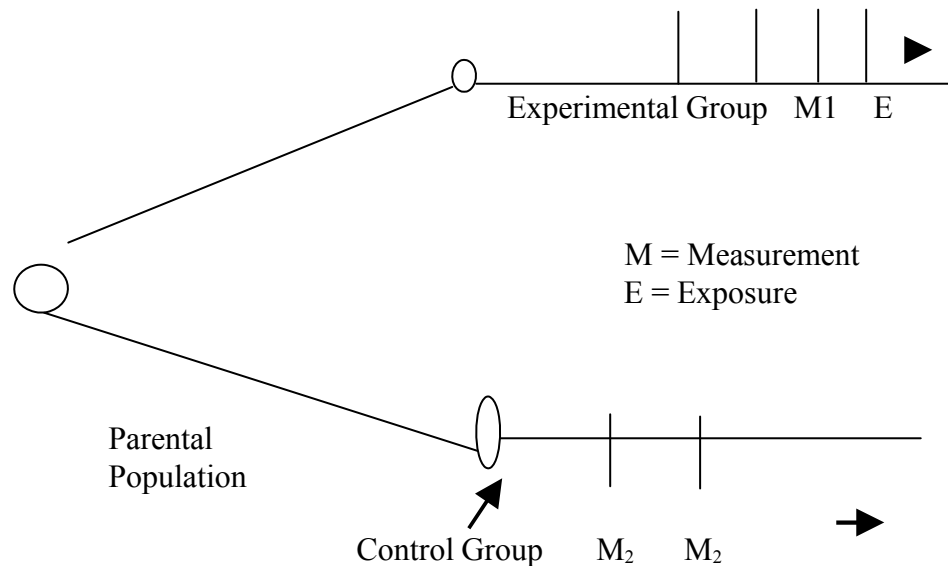 Experimental Group M1 E
M = Measurement
E = Exposure
Parental
Population
Control Group M₂ M₂